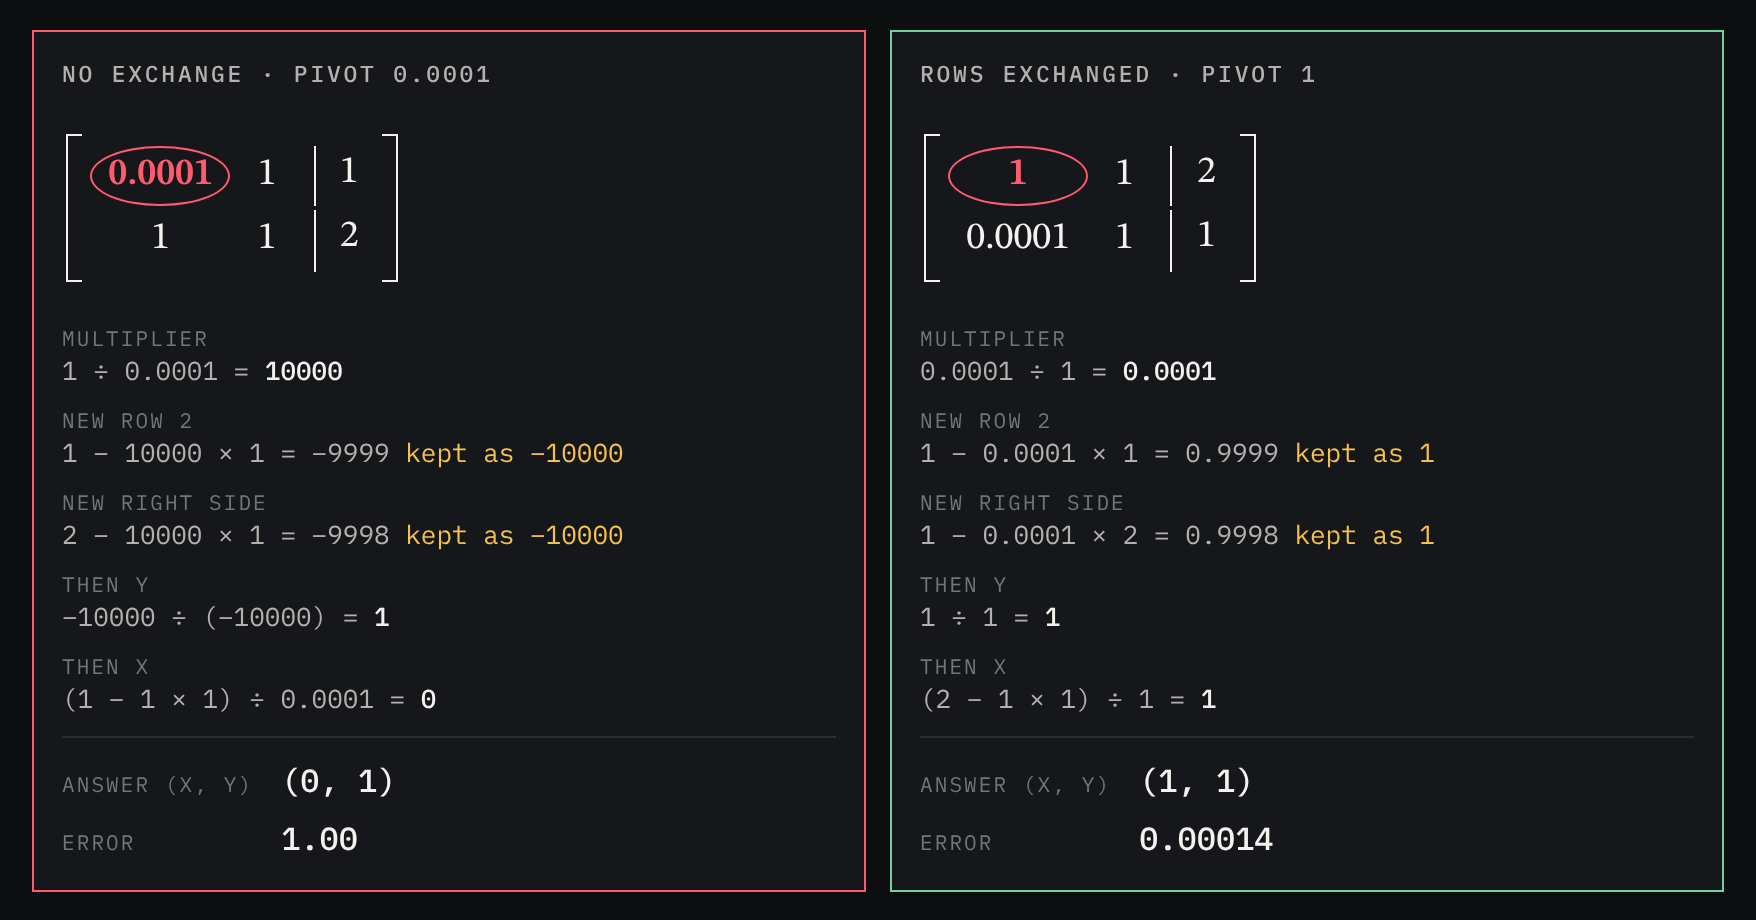 NO EXCHANGE · PIVOT 0.0001
0.0001 1 1
1 1 2
MULTIPLIER
1 ÷ 0.0001 = 10000
NEW ROW 2
1 − 10000 × 1 = −9999 kept as −10000
NEW RIGHT SIDE
2 − 10000 × 1 = −9998 kept as −10000
THEN Y
−10000 ÷ (−10000) = 1
THEN X
(1 − 1 × 1) ÷ 0.0001 = 0
ANSWER (X, Y) (0, 1)
ERROR 1.00
ROWS EXCHANGED · PIVOT 1
1 1 2
0.0001 1 1
MULTIPLIER
0.0001 ÷ 1 = 0.0001
NEW ROW 2
1 − 0.0001 × 1 = 0.9999 kept as 1
NEW RIGHT SIDE
1 − 0.0001 × 2 = 0.9998 kept as 1
THEN Y
1 ÷ 1 = 1
THEN X
(2 − 1 × 1) ÷ 1 = 1
ANSWER (X, Y) (1, 1)
ERROR 0.00014